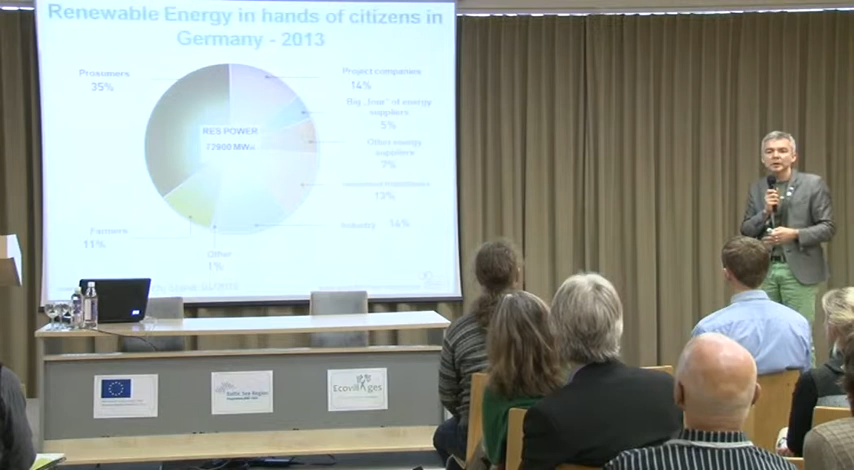 Renewable Energy in hands of citizens in
Germany - 2013
Prosumers
35%
Project companies
14%
Big "four" of energy
suppliers
5%
RES POWER
72900 MWel
Other energy
suppliers
7%
13%
Industry 14%
Farmers
11%
Other
1%
Baltic Sea Region
Ecovillages